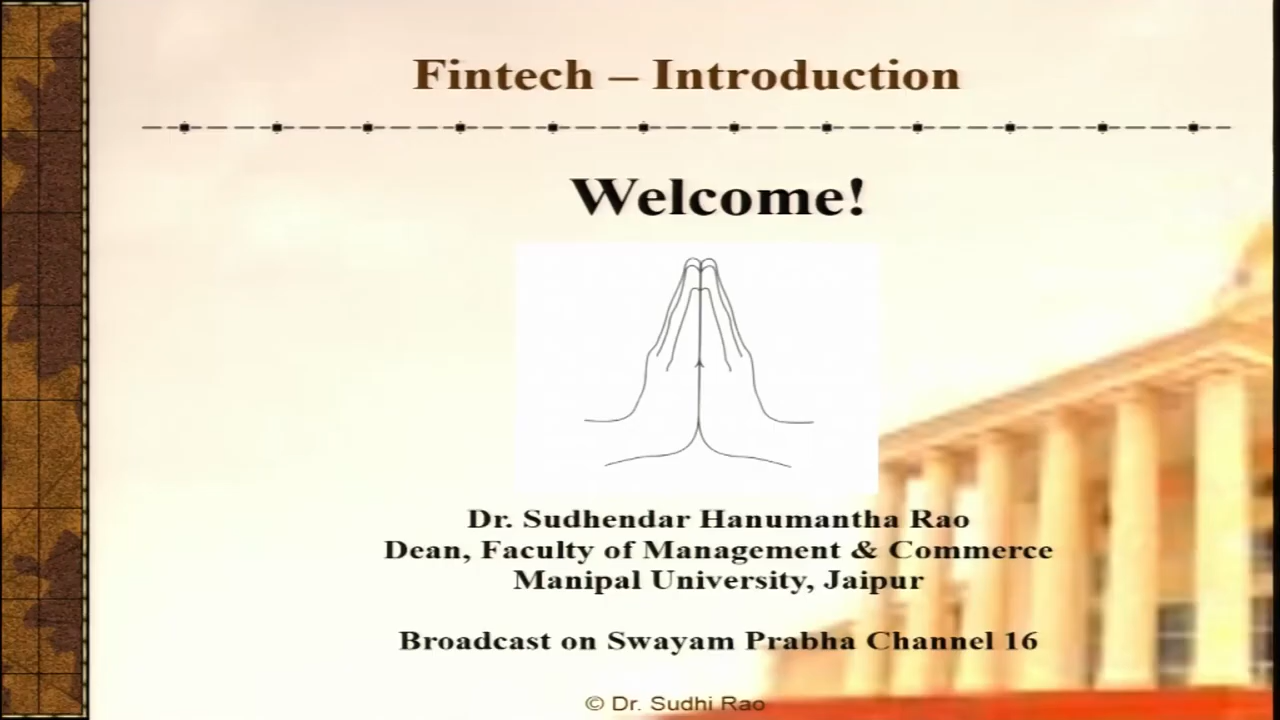 Fintech – Introduction
Welcome!
Dr. Sudhendar Hanumantha Rao
Dean, Faculty of Management & Commerce
Manipal University, Jaipur
Broadcast on Swayam Prabha Channel 16
© Dr. Sudhi Rao